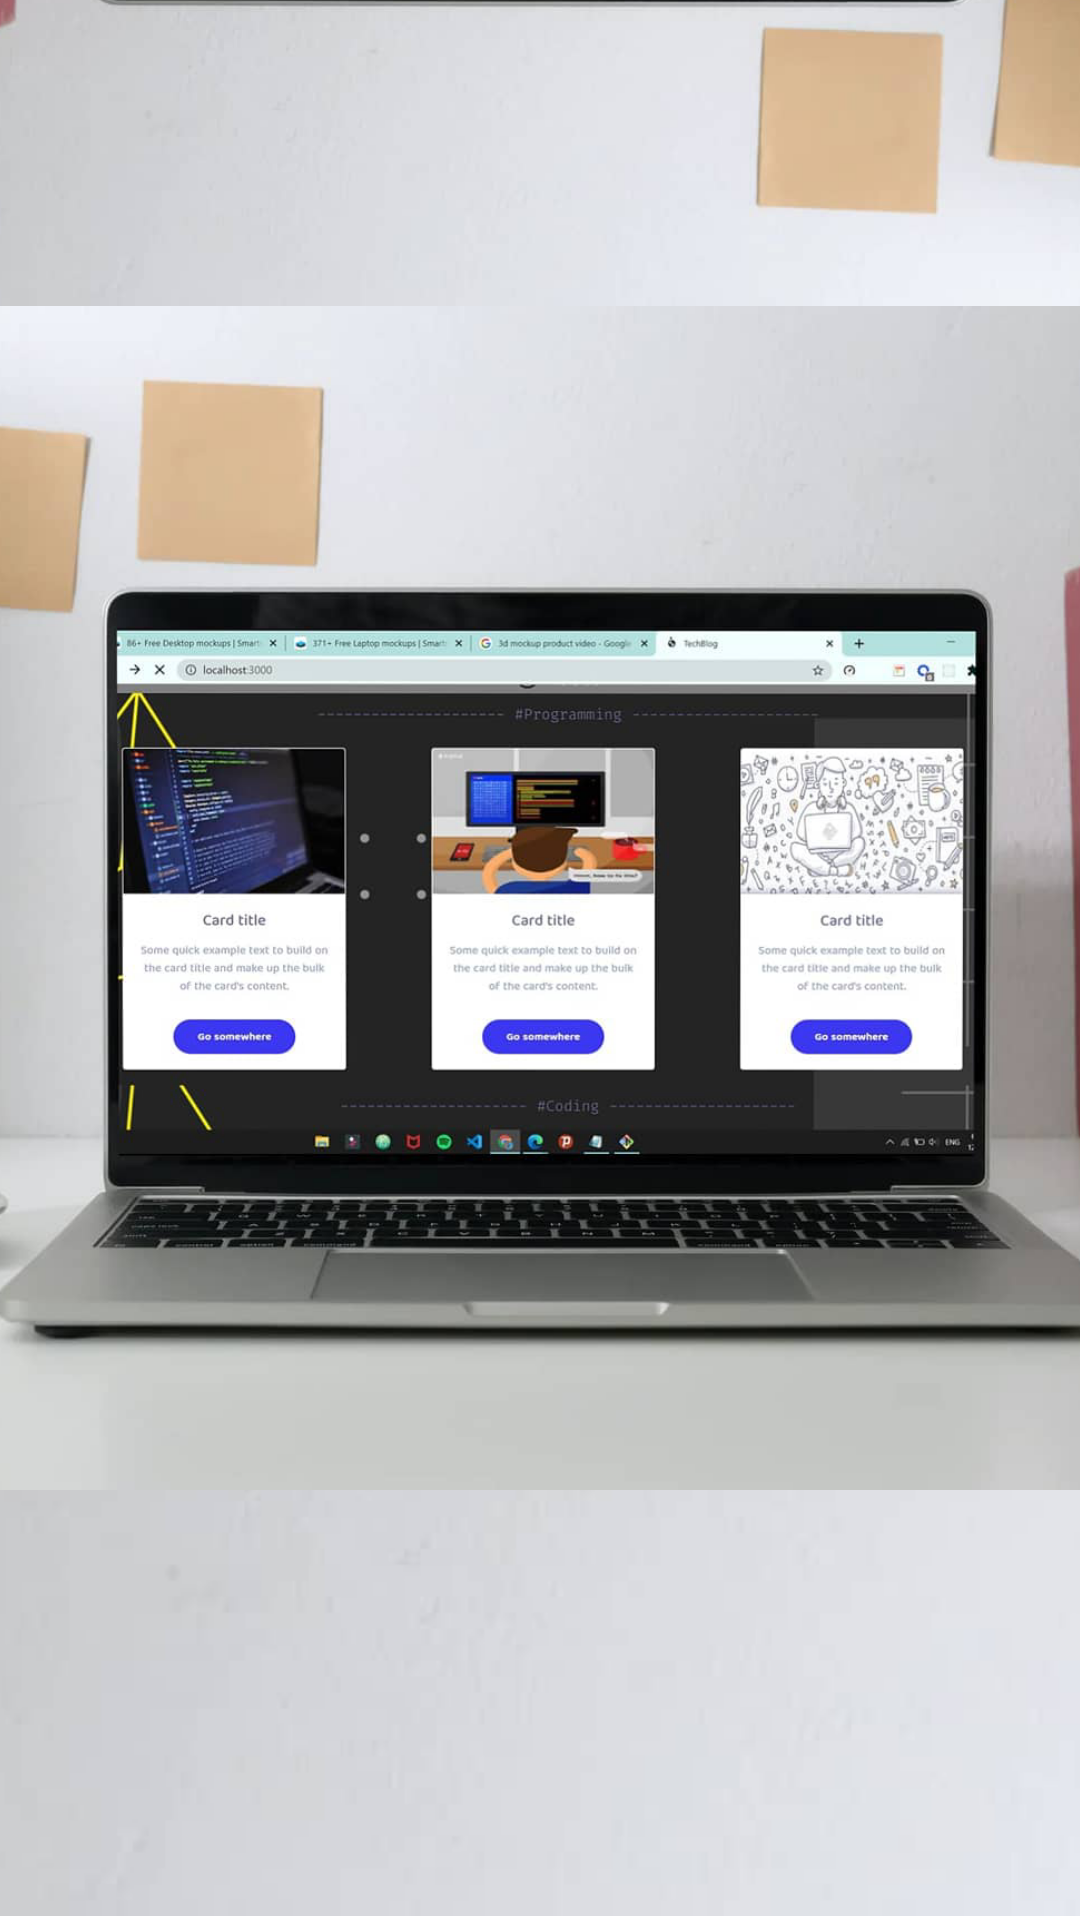 86+ Free Desktop mockups | Smart
371+ Free Laptop mockups | Smart
3d mockup product video - Google
TechBlog
localhost:3000
#Programming
Card title
Some quick example text to build on
the card title and make up the bulk
of the card's content.
Go somewhere
Card title
Some quick example text to build on
the card title and make up the bulk
of the card's content.
Go somewhere
Card title
Some quick example text to build on
the card title and make up the bulk
of the card's content.
Go somewhere
#Coding
ENG